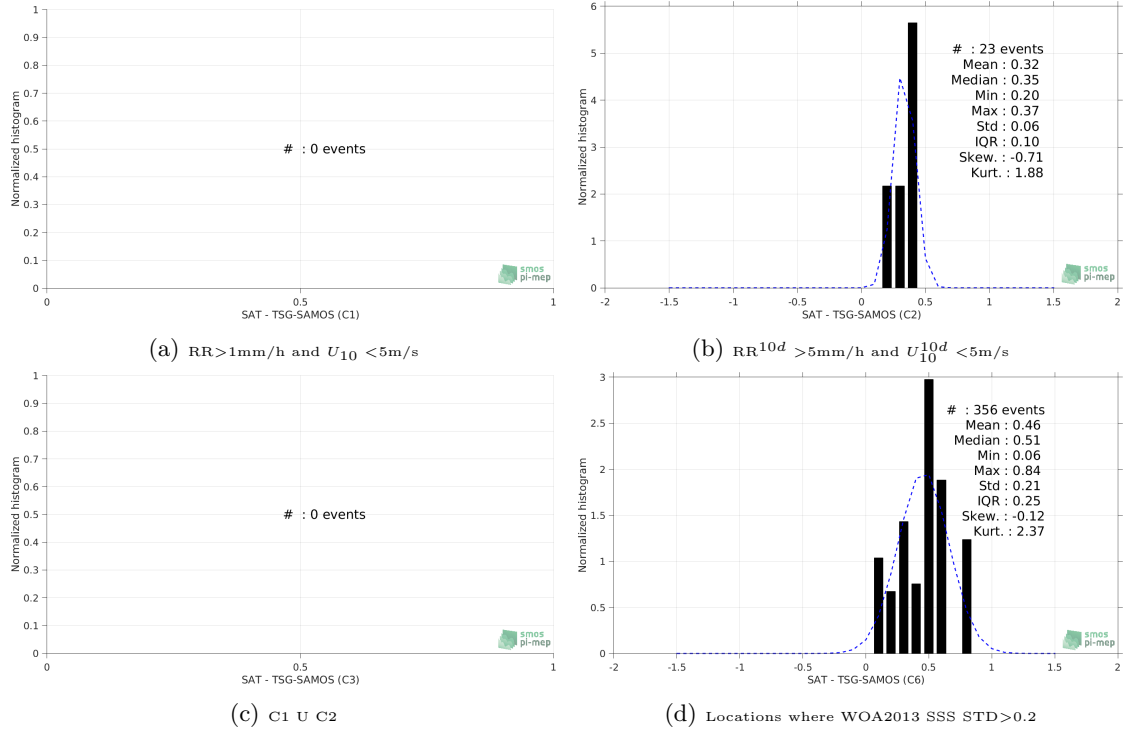 1
0.9
0.8
0.7
0.6
0.5
0.4
0.3
0.2
0.1
0
Normalized histogram
# : 0 events
smos
pi-mep
0 0.5 1
SAT - TSG-SAMOS (C1)
(a) RR>1mm/h and U10 <5m/s
6
5
4
3
2
1
0
Normalized histogram
# : 23 events
Mean : 0.32
Median : 0.35
Min : 0.20
Max : 0.37
Std : 0.06
IQR : 0.10
Skew. : -0.71
Kurt. : 1.88
smos
pi-mep
-2 -1.5 -1 -0.5 0 0.5 1 1.5 2
SAT - TSG-SAMOS (C2)
(b) RR10d >5mm/h and U10d10 <5m/s
1
0.9
0.8
0.7
0.6
0.5
0.4
0.3
0.2
0.1
0
Normalized histogram
# : 0 events
smos
pi-mep
0 0.5 1
SAT - TSG-SAMOS (C3)
(c) C1 U C2
3
2.5
2
1.5
1
0.5
0
Normalized histogram
# : 356 events
Mean : 0.46
Median : 0.51
Min : 0.06
Max : 0.84
Std : 0.21
IQR : 0.25
Skew. : -0.12
Kurt. : 2.37
smos
pi-mep
-2 -1.5 -1 -0.5 0 0.5 1 1.5 2
SAT - TSG-SAMOS (C6)
(d) Locations where WOA2013 SSS STD>0.2